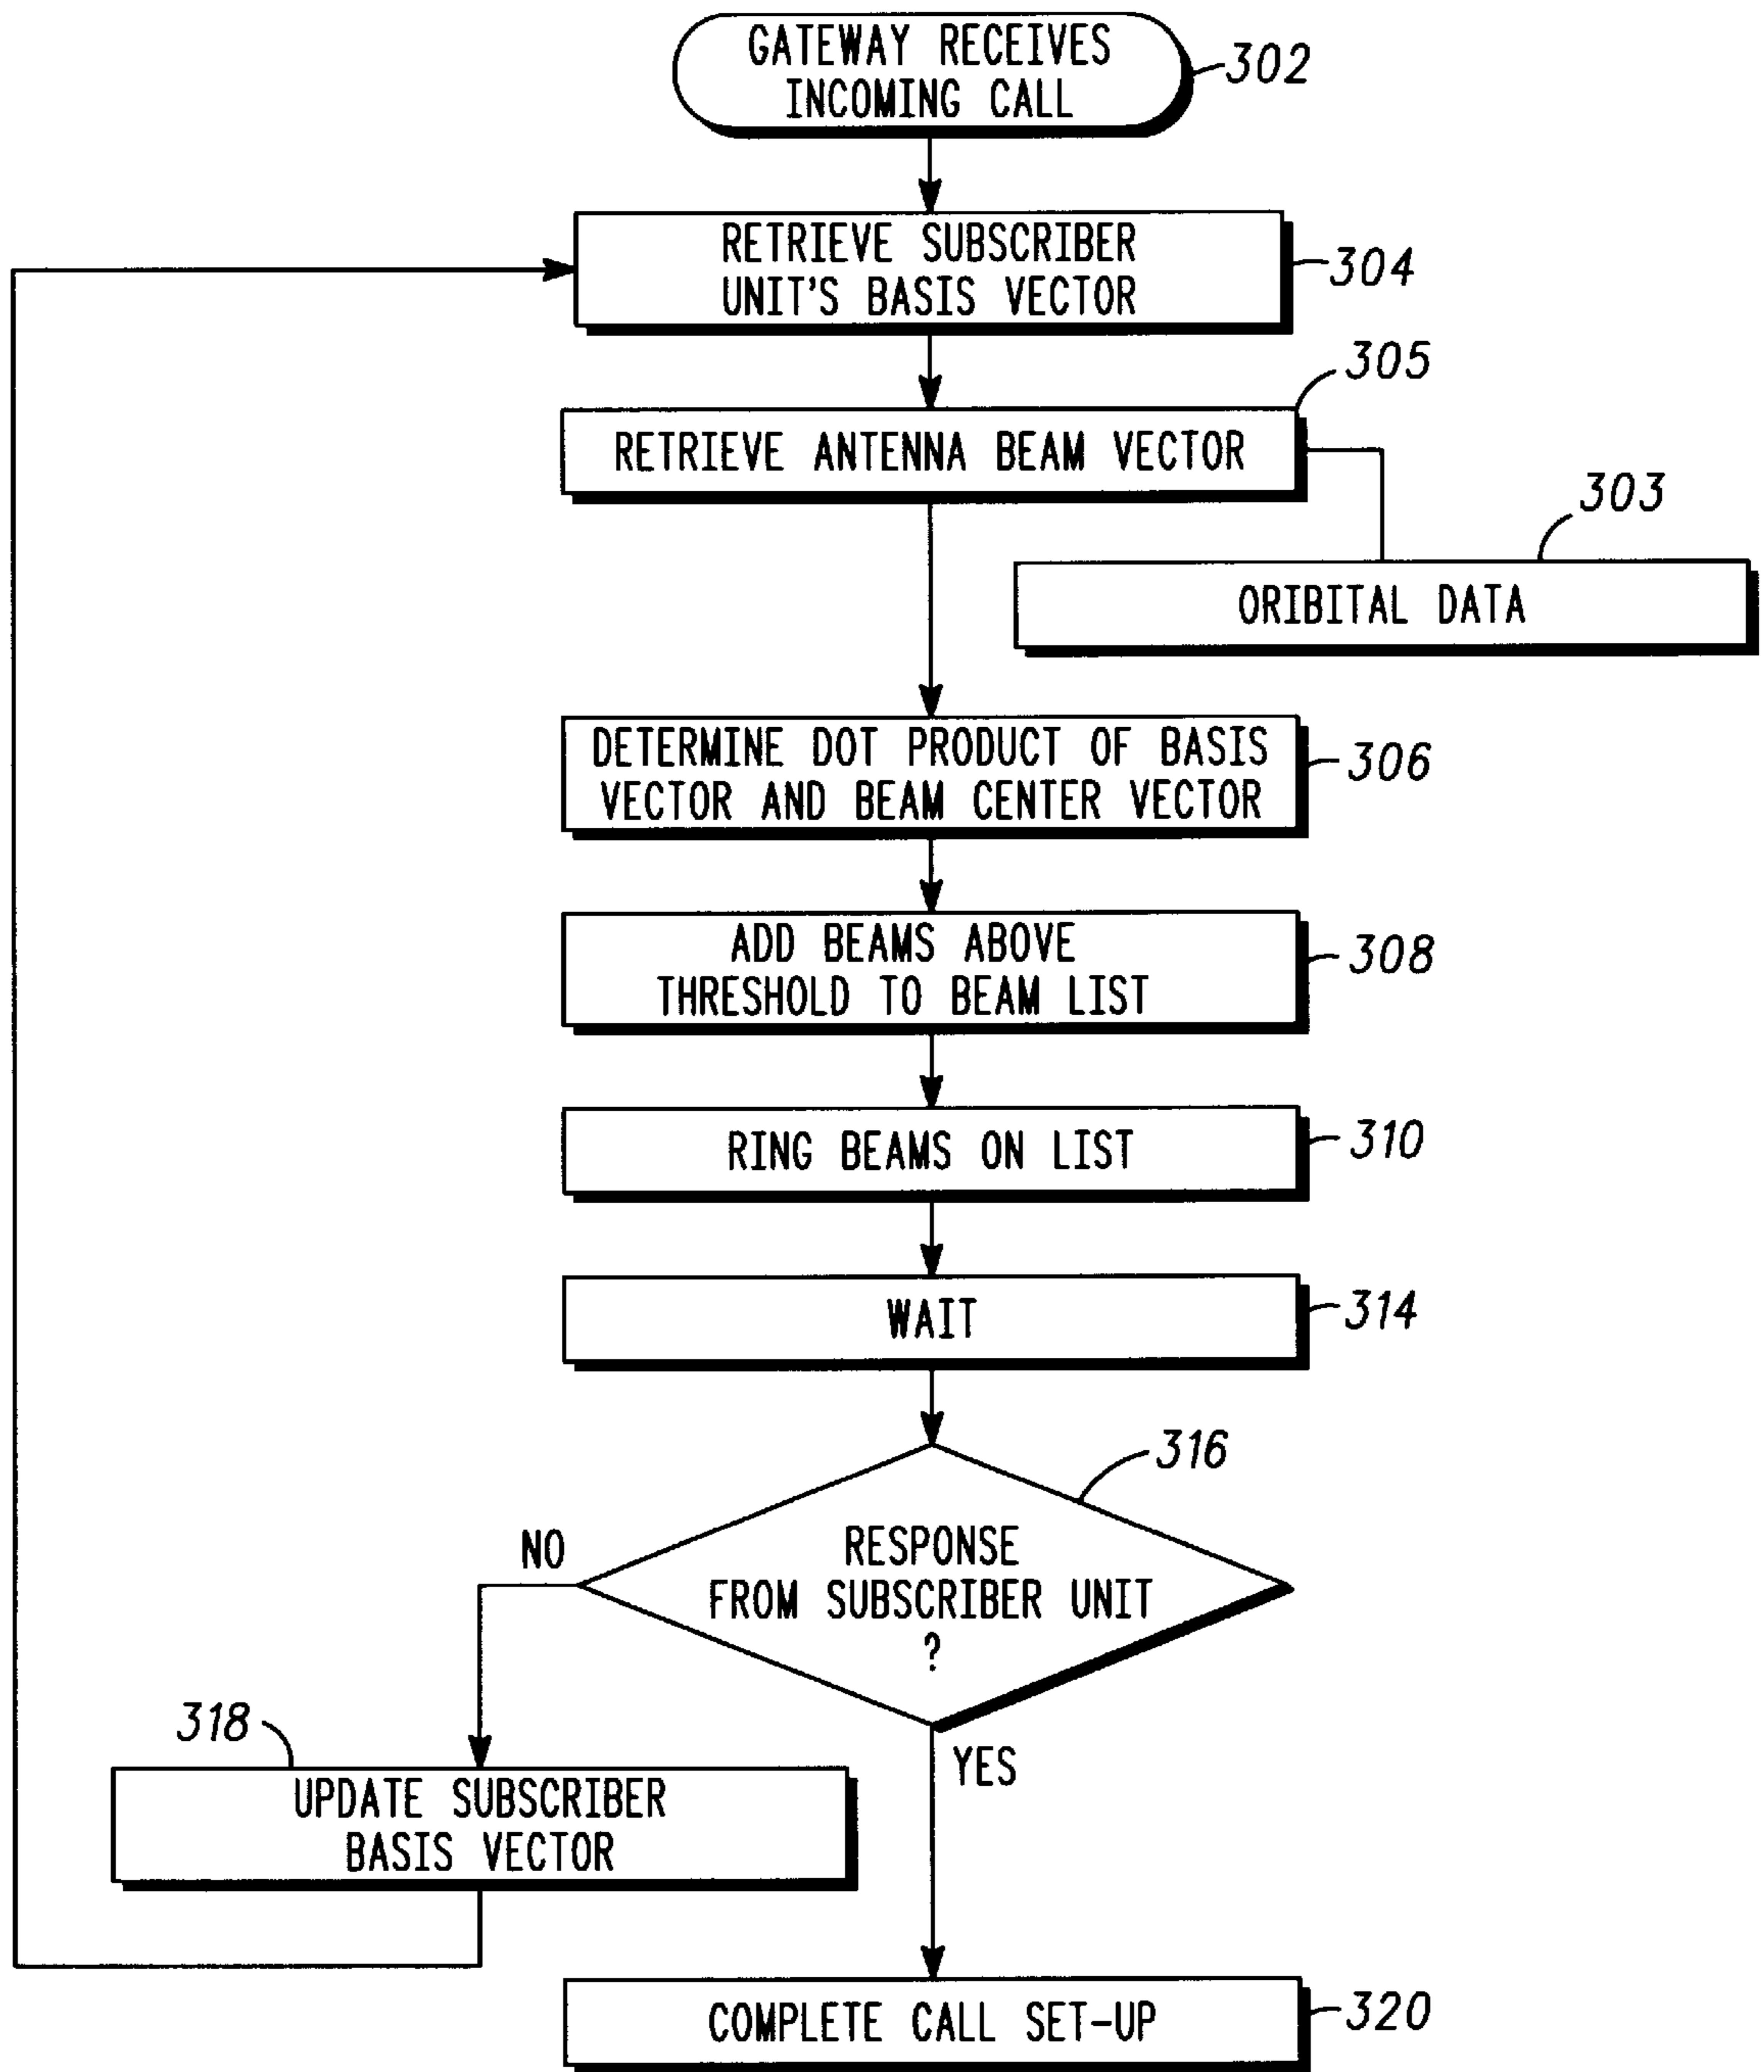 GATEWAY RECEIVES
INCOMING CALL
302
RETRIEVE SUBSCRIBER
UNIT'S BASIS VECTOR
304
305
RETRIEVE ANTENNA BEAM VECTOR
303
ORIBITAL DATA
DETERMINE DOT PRODUCT OF BASIS
VECTOR AND BEAM CENTER VECTOR
306
ADD BEAMS ABOVE
THRESHOLD TO BEAM LIST
308
RING BEAMS ON LIST
310
WAIT
314
316
NO
RESPONSE
FROM SUBSCRIBER UNIT
?
318
YES
UPDATE SUBSCRIBER
BASIS VECTOR
COMPLETE CALL SET-UP
320